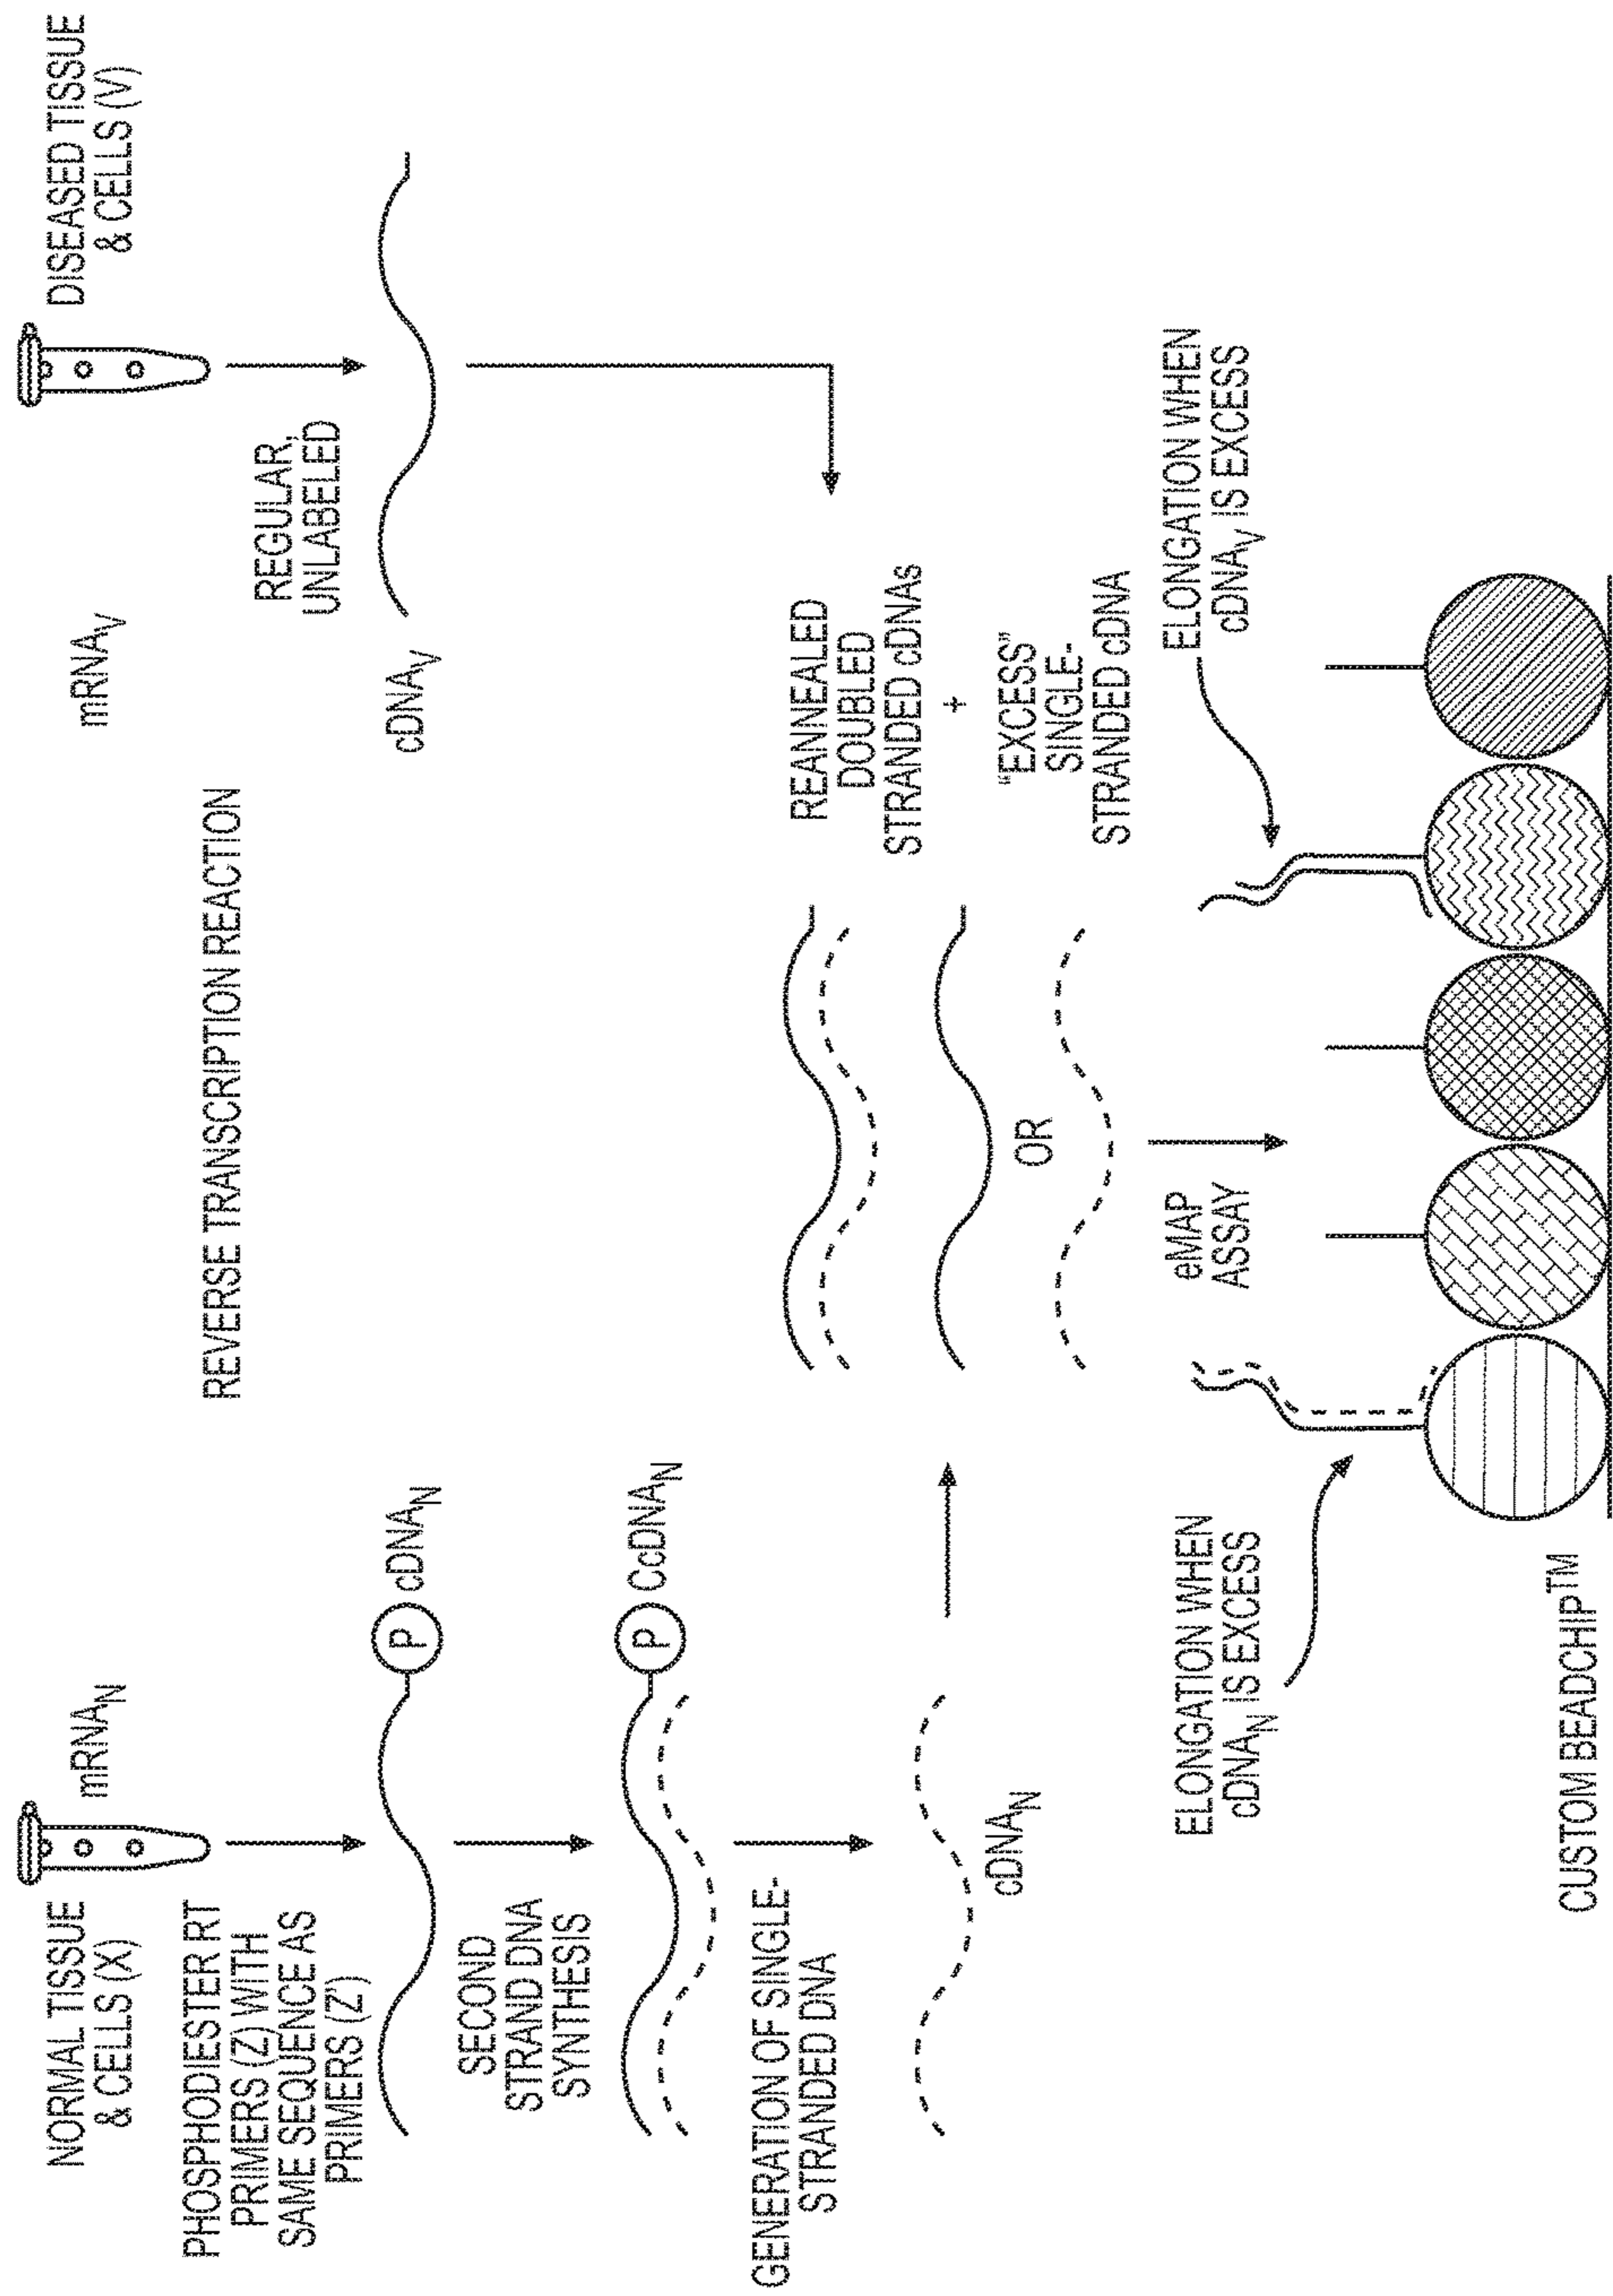 NORMAL TISSUE
& CELLS (X)
mRNA_N
mRNA_V
DISEASED TISSUE
& CELLS (V)
PHOSPHODIESTER RT
PRIMERS (Z) WITH
SAME SEQUENCE AS
PRIMERS (Z')
REVERSE TRANSCRIPTION REACTION
REGULAR,
UNLABELED
P
cDNA_N
cDNA_V
SECOND
STRAND DNA
SYNTHESIS
P
CcDNA_N
GENERATION OF SINGLE-
STRANDED DNA
cDNA_N
REANNEALED
DOUBLED
STRANDED cDNAs
+
"EXCESS"
SINGLE-
STRANDED cDNA
OR
eMAP
ASSAY
ELONGATION WHEN
cDNA_N IS EXCESS
ELONGATION WHEN
cDNA_V IS EXCESS
CUSTOM BEADCHIP™